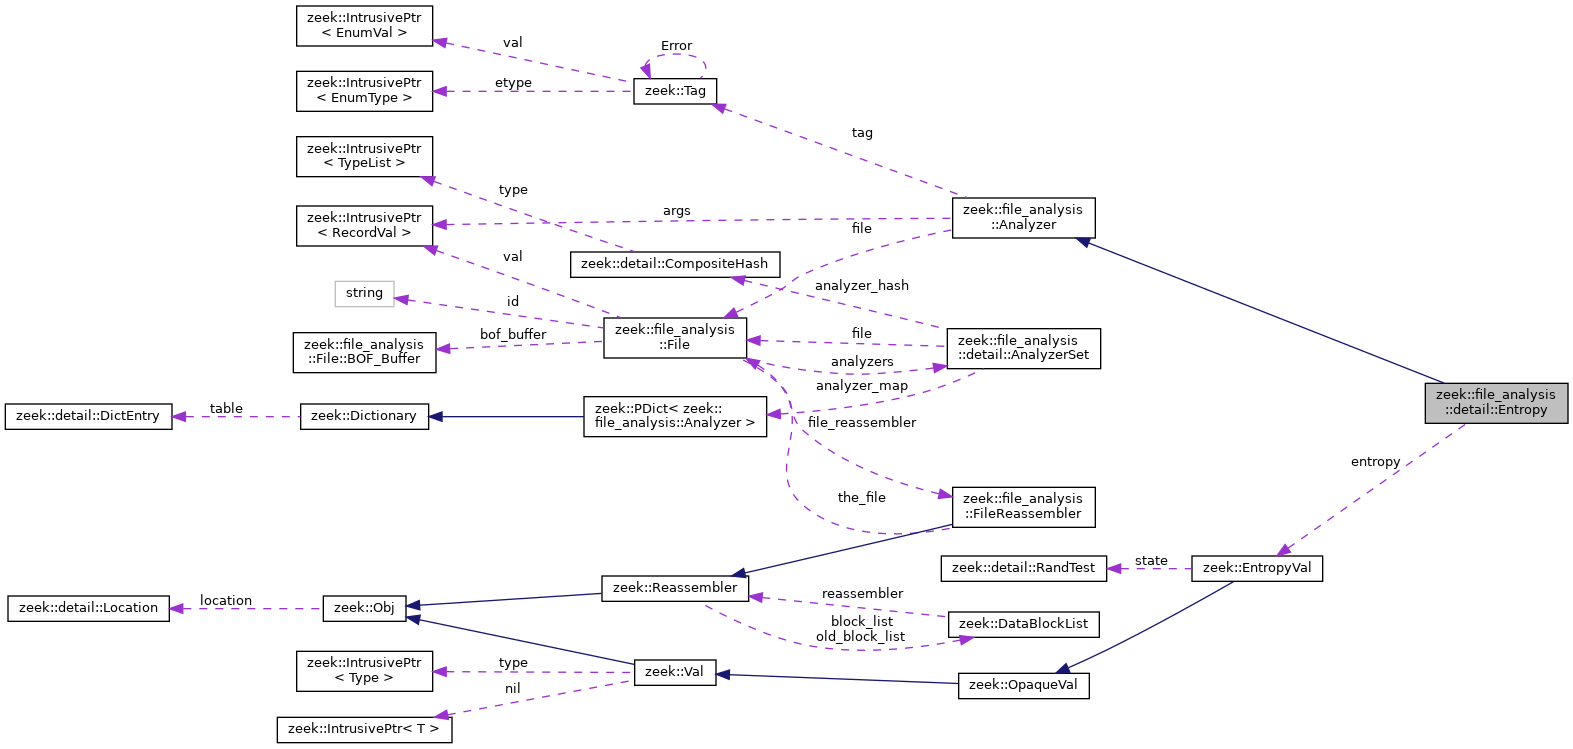 zeek::IntrusivePtr
< EnumVal >
val
Error
zeek::IntrusivePtr
< EnumType >
etype
zeek::Tag
tag
zeek::IntrusivePtr
< TypeList >
type
zeek::IntrusivePtr
< RecordVal >
args
zeek::file_analysis
::Analyzer
file
val
zeek::detail::CompositeHash
analyzer_hash
string
id
zeek::file_analysis
::File::BOF_Buffer
bof_buffer
zeek::file_analysis
::File
file
zeek::file_analysis
::detail::AnalyzerSet
analyzers
analyzer_map
zeek::file_analysis
::detail::Entropy
zeek::detail::DictEntry
table
zeek::Dictionary
zeek::PDict< zeek::
file_analysis::Analyzer >
file_reassembler
entropy
the_file
zeek::file_analysis
::FileReassembler
zeek::detail::RandTest
state
zeek::EntropyVal
zeek::detail::Location
location
zeek::Obj
zeek::Reassembler
reassembler
block_list
old_block_list
zeek::DataBlockList
zeek::IntrusivePtr
< Type >
type
nil
zeek::Val
zeek::OpaqueVal
zeek::IntrusivePtr< T >